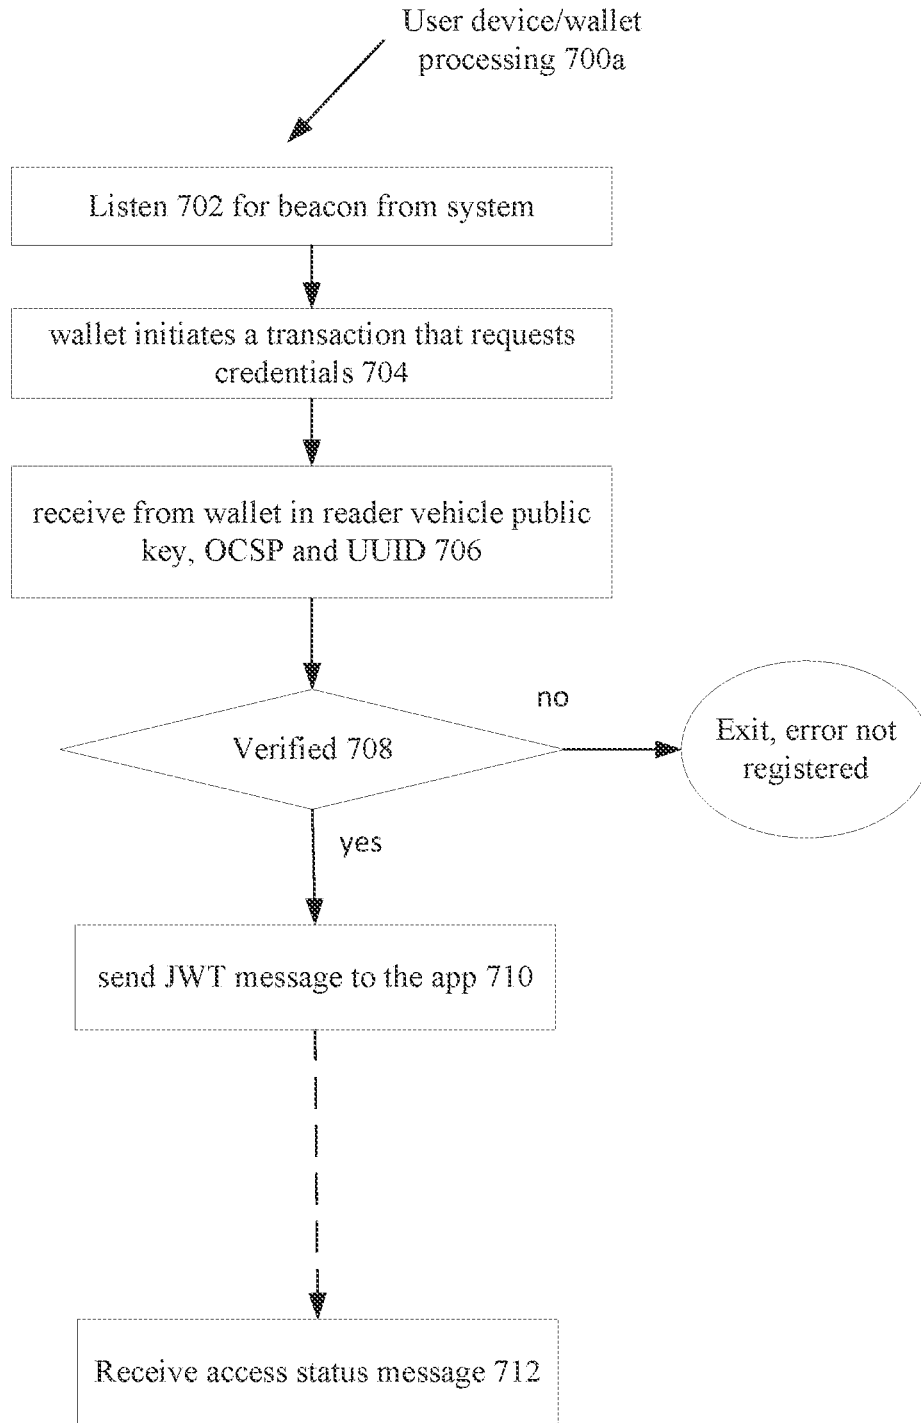 User device/wallet
processing 700a
Listen 702 for beacon from system
wallet initiates a transaction that requests
credentials 704
receive from wallet in reader vehicle public
key, OCSP and UUID 706
Verified 708
no
Exit, error not
registered
yes
send JWT message to the app 710
Receive access status message 712